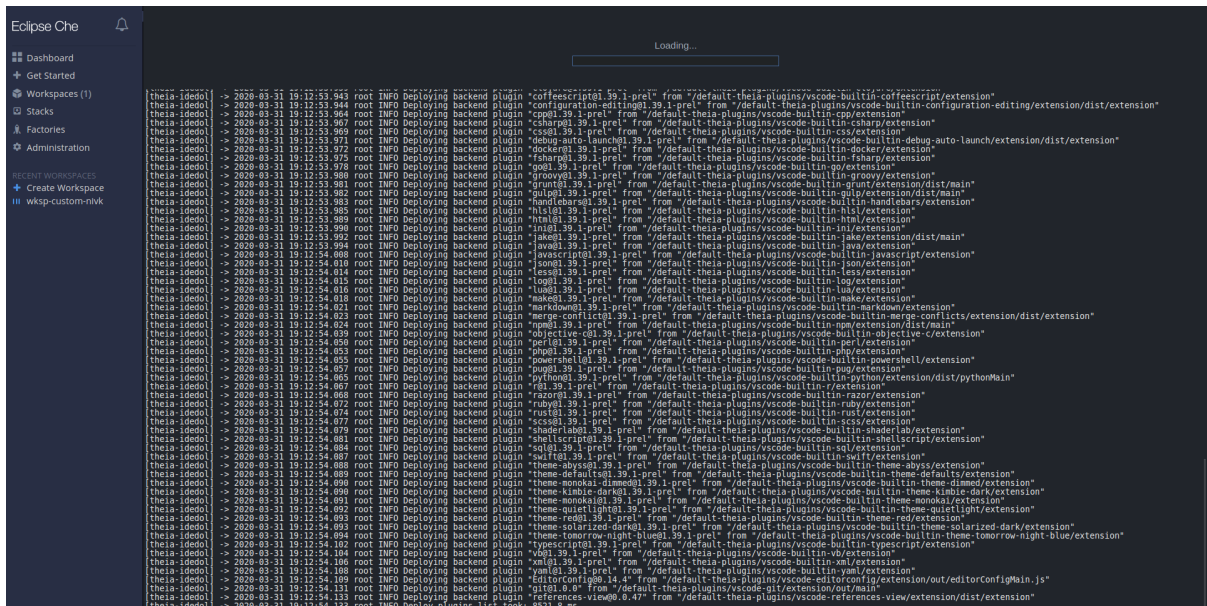 Eclipse Che
Dashboard
Get Started
Workspaces (1)
Stacks
Factories
Administration
RECENT WORKSPACES
Create Workspace
wksp-custom-nivk
Loading...
[theia-idedol] -> 2020-03-31 19:12:53.943 root INFO Deploying backend plugin "coffeescript@1.39.1-prel" from "/default-theia-plugins/vscode-builtin-coffeescript/extension"
[theia-idedol] -> 2020-03-31 19:12:53.944 root INFO Deploying backend plugin "configuration-editing@1.39.1-prel" from "/default-theia-plugins/vscode-builtin-configuration-editing/extension/dist/extension"
[theia-idedol] -> 2020-03-31 19:12:53.964 root INFO Deploying backend plugin "cpp@1.39.1-prel" from "/default-theia-plugins/vscode-builtin-cpp/extension"
[theia-idedol] -> 2020-03-31 19:12:53.967 root INFO Deploying backend plugin "csharp@1.39.1-prel" from "/default-theia-plugins/vscode-builtin-csharp/extension"
[theia-idedol] -> 2020-03-31 19:12:53.969 root INFO Deploying backend plugin "css@1.39.1-prel" from "/default-theia-plugins/vscode-builtin-css/extension"
[theia-idedol] -> 2020-03-31 19:12:53.971 root INFO Deploying backend plugin "debug-auto-launch@1.39.1-prel" from "/default-theia-plugins/vscode-builtin-debug-auto-launch/extension/dist/extension"
[theia-idedol] -> 2020-03-31 19:12:53.972 root INFO Deploying backend plugin "docker@1.39.1-prel" from "/default-theia-plugins/vscode-builtin-docker/extension"
[theia-idedol] -> 2020-03-31 19:12:53.975 root INFO Deploying backend plugin "fsharp@1.39.1-prel" from "/default-theia-plugins/vscode-builtin-fsharp/extension"
[theia-idedol] -> 2020-03-31 19:12:53.978 root INFO Deploying backend plugin "go@1.39.1-prel" from "/default-theia-plugins/vscode-builtin-go/extension"
[theia-idedol] -> 2020-03-31 19:12:53.980 root INFO Deploying backend plugin "groovy@1.39.1-prel" from "/default-theia-plugins/vscode-builtin-groovy/extension"
[theia-idedol] -> 2020-03-31 19:12:53.981 root INFO Deploying backend plugin "grunt@1.39.1-prel" from "/default-theia-plugins/vscode-builtin-grunt/extension/dist/main"
[theia-idedol] -> 2020-03-31 19:12:53.982 root INFO Deploying backend plugin "gulp@1.39.1-prel" from "/default-theia-plugins/vscode-builtin-gulp/extension/dist/main"
[theia-idedol] -> 2020-03-31 19:12:53.983 root INFO Deploying backend plugin "handlebars@1.39.1-prel" from "/default-theia-plugins/vscode-builtin-handlebars/extension"
[theia-idedol] -> 2020-03-31 19:12:53.985 root INFO Deploying backend plugin "hlsl@1.39.1-prel" from "/default-theia-plugins/vscode-builtin-hlsl/extension"
[theia-idedol] -> 2020-03-31 19:12:53.989 root INFO Deploying backend plugin "html@1.39.1-prel" from "/default-theia-plugins/vscode-builtin-html/extension"
[theia-idedol] -> 2020-03-31 19:12:53.990 root INFO Deploying backend plugin "ini@1.39.1-prel" from "/default-theia-plugins/vscode-builtin-ini/extension"
[theia-idedol] -> 2020-03-31 19:12:53.992 root INFO Deploying backend plugin "jake@1.39.1-prel" from "/default-theia-plugins/vscode-builtin-jake/extension/dist/main"
[theia-idedol] -> 2020-03-31 19:12:53.994 root INFO Deploying backend plugin "java@1.39.1-prel" from "/default-theia-plugins/vscode-builtin-java/extension"
[theia-idedol] -> 2020-03-31 19:12:54.008 root INFO Deploying backend plugin "javascript@1.39.1-prel" from "/default-theia-plugins/vscode-builtin-javascript/extension"
[theia-idedol] -> 2020-03-31 19:12:54.010 root INFO Deploying backend plugin "json@1.39.1-prel" from "/default-theia-plugins/vscode-builtin-json/extension"
[theia-idedol] -> 2020-03-31 19:12:54.014 root INFO Deploying backend plugin "less@1.39.1-prel" from "/default-theia-plugins/vscode-builtin-less/extension"
[theia-idedol] -> 2020-03-31 19:12:54.015 root INFO Deploying backend plugin "log@1.39.1-prel" from "/default-theia-plugins/vscode-builtin-log/extension"
[theia-idedol] -> 2020-03-31 19:12:54.016 root INFO Deploying backend plugin "lua@1.39.1-prel" from "/default-theia-plugins/vscode-builtin-lua/extension"
[theia-idedol] -> 2020-03-31 19:12:54.018 root INFO Deploying backend plugin "make@1.39.1-prel" from "/default-theia-plugins/vscode-builtin-make/extension"
[theia-idedol] -> 2020-03-31 19:12:54.021 root INFO Deploying backend plugin "markdown@1.39.1-prel" from "/default-theia-plugins/vscode-builtin-markdown/extension"
[theia-idedol] -> 2020-03-31 19:12:54.023 root INFO Deploying backend plugin "merge-conflict@1.39.1-prel" from "/default-theia-plugins/vscode-builtin-merge-conflicts/extension/dist/extension"
[theia-idedol] -> 2020-03-31 19:12:54.024 root INFO Deploying backend plugin "npm@1.39.1-prel" from "/default-theia-plugins/vscode-builtin-npm/extension/dist/main"
[theia-idedol] -> 2020-03-31 19:12:54.039 root INFO Deploying backend plugin "objective-c@1.39.1-prel" from "/default-theia-plugins/vscode-builtin-objective-c/extension"
[theia-idedol] -> 2020-03-31 19:12:54.050 root INFO Deploying backend plugin "perl@1.39.1-prel" from "/default-theia-plugins/vscode-builtin-perl/extension"
[theia-idedol] -> 2020-03-31 19:12:54.053 root INFO Deploying backend plugin "php@1.39.1-prel" from "/default-theia-plugins/vscode-builtin-php/extension"
[theia-idedol] -> 2020-03-31 19:12:54.055 root INFO Deploying backend plugin "powershell@1.39.1-prel" from "/default-theia-plugins/vscode-builtin-powershell/extension"
[theia-idedol] -> 2020-03-31 19:12:54.057 root INFO Deploying backend plugin "pug@1.39.1-prel" from "/default-theia-plugins/vscode-builtin-pug/extension"
[theia-idedol] -> 2020-03-31 19:12:54.065 root INFO Deploying backend plugin "python@1.39.1-prel" from "/default-theia-plugins/vscode-builtin-python/extension/dist/pythonMain"
[theia-idedol] -> 2020-03-31 19:12:54.067 root INFO Deploying backend plugin "r@1.39.1-prel" from "/default-theia-plugins/vscode-builtin-r/extension"
[theia-idedol] -> 2020-03-31 19:12:54.068 root INFO Deploying backend plugin "razor@1.39.1-prel" from "/default-theia-plugins/vscode-builtin-razor/extension"
[theia-idedol] -> 2020-03-31 19:12:54.072 root INFO Deploying backend plugin "ruby@1.39.1-prel" from "/default-theia-plugins/vscode-builtin-ruby/extension"
[theia-idedol] -> 2020-03-31 19:12:54.074 root INFO Deploying backend plugin "rust@1.39.1-prel" from "/default-theia-plugins/vscode-builtin-rust/extension"
[theia-idedol] -> 2020-03-31 19:12:54.077 root INFO Deploying backend plugin "scss@1.39.1-prel" from "/default-theia-plugins/vscode-builtin-scss/extension"
[theia-idedol] -> 2020-03-31 19:12:54.079 root INFO Deploying backend plugin "shaderlab@1.39.1-prel" from "/default-theia-plugins/vscode-builtin-shaderlab/extension"
[theia-idedol] -> 2020-03-31 19:12:54.081 root INFO Deploying backend plugin "shellscript@1.39.1-prel" from "/default-theia-plugins/vscode-builtin-shellscript/extension"
[theia-idedol] -> 2020-03-31 19:12:54.084 root INFO Deploying backend plugin "sql@1.39.1-prel" from "/default-theia-plugins/vscode-builtin-sql/extension"
[theia-idedol] -> 2020-03-31 19:12:54.087 root INFO Deploying backend plugin "swift@1.39.1-prel" from "/default-theia-plugins/vscode-builtin-swift/extension"
[theia-idedol] -> 2020-03-31 19:12:54.088 root INFO Deploying backend plugin "theme-abyss@1.39.1-prel" from "/default-theia-plugins/vscode-builtin-theme-abyss/extension"
[theia-idedol] -> 2020-03-31 19:12:54.089 root INFO Deploying backend plugin "theme-defaults@1.39.1-prel" from "/default-theia-plugins/vscode-builtin-theme-defaults/extension"
[theia-idedol] -> 2020-03-31 19:12:54.090 root INFO Deploying backend plugin "theme-monokai-dimmed@1.39.1-prel" from "/default-theia-plugins/vscode-builtin-theme-dimmed/extension"
[theia-idedol] -> 2020-03-31 19:12:54.090 root INFO Deploying backend plugin "theme-kimbie-dark@1.39.1-prel" from "/default-theia-plugins/vscode-builtin-theme-kimbie-dark/extension"
[theia-idedol] -> 2020-03-31 19:12:54.091 root INFO Deploying backend plugin "theme-monokai@1.39.1-prel" from "/default-theia-plugins/vscode-builtin-theme-monokai/extension"
[theia-idedol] -> 2020-03-31 19:12:54.092 root INFO Deploying backend plugin "theme-quietlight@1.39.1-prel" from "/default-theia-plugins/vscode-builtin-theme-quietlight/extension"
[theia-idedol] -> 2020-03-31 19:12:54.093 root INFO Deploying backend plugin "theme-red@1.39.1-prel" from "/default-theia-plugins/vscode-builtin-theme-red/extension"
[theia-idedol] -> 2020-03-31 19:12:54.093 root INFO Deploying backend plugin "theme-solarized-dark@1.39.1-prel" from "/default-theia-plugins/vscode-builtin-theme-solarized-dark/extension"
[theia-idedol] -> 2020-03-31 19:12:54.094 root INFO Deploying backend plugin "theme-tomorrow-night-blue@1.39.1-prel" from "/default-theia-plugins/vscode-builtin-theme-tomorrow-night-blue/extension"
[theia-idedol] -> 2020-03-31 19:12:54.102 root INFO Deploying backend plugin "typescript@1.39.1-prel" from "/default-theia-plugins/vscode-builtin-typescript/extension"
[theia-idedol] -> 2020-03-31 19:12:54.104 root INFO Deploying backend plugin "vb@1.39.1-prel" from "/default-theia-plugins/vscode-builtin-vb/extension"
[theia-idedol] -> 2020-03-31 19:12:54.106 root INFO Deploying backend plugin "xml@1.39.1-prel" from "/default-theia-plugins/vscode-builtin-xml/extension"
[theia-idedol] -> 2020-03-31 19:12:54.108 root INFO Deploying backend plugin "yaml@1.39.1-prel" from "/default-theia-plugins/vscode-builtin-yaml/extension"
[theia-idedol] -> 2020-03-31 19:12:54.109 root INFO Deploying backend plugin "EditorConfig@0.14.4" from "/default-theia-plugins/vscode-editorconfig/extension/out/editorConfigMain.js"
[theia-idedol] -> 2020-03-31 19:12:54.131 root INFO Deploying backend plugin "git@1.0.0" from "/default-theia-plugins/vscode-git/extension/out/main"
[theia-idedol] -> 2020-03-31 19:12:54.133 root INFO Deploying backend plugin "references-view@0.0.47" from "/default-theia-plugins/vscode-references-view/extension/dist/extension"
[theia-idedol] -> 2020-03-31 19:12:54.133 root INFO Deploy plugins list took: 8521.8 ms